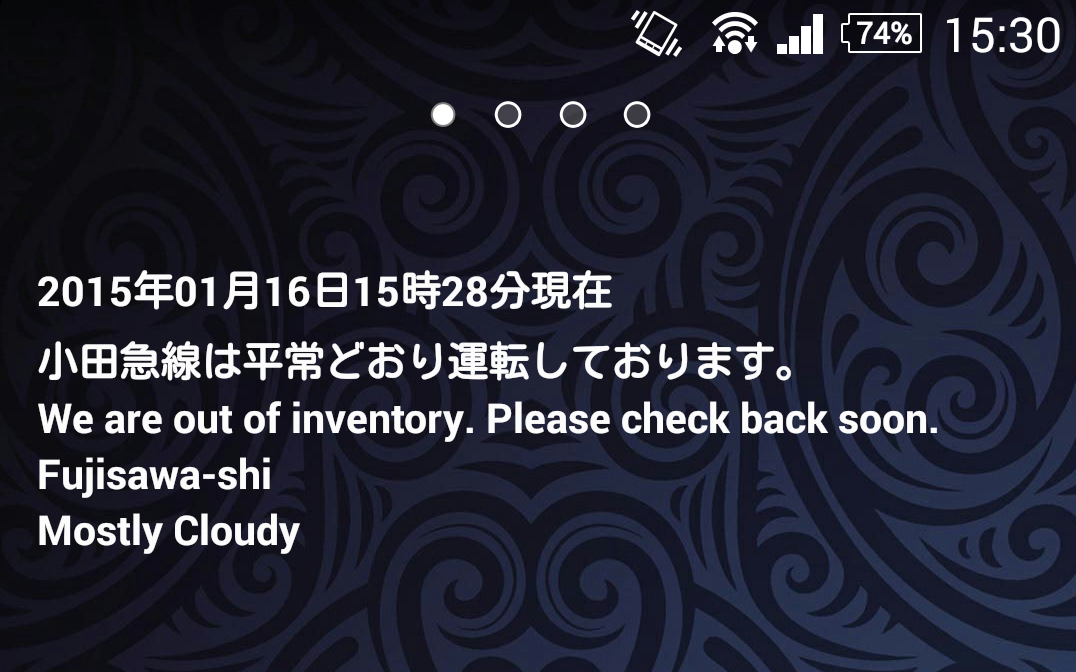 74% 15:30
2015年01月16日15時28分現在
小田急線は平常どおり運転しております。
We are out of inventory. Please check back soon.
Fujisawa-shi
Mostly Cloudy